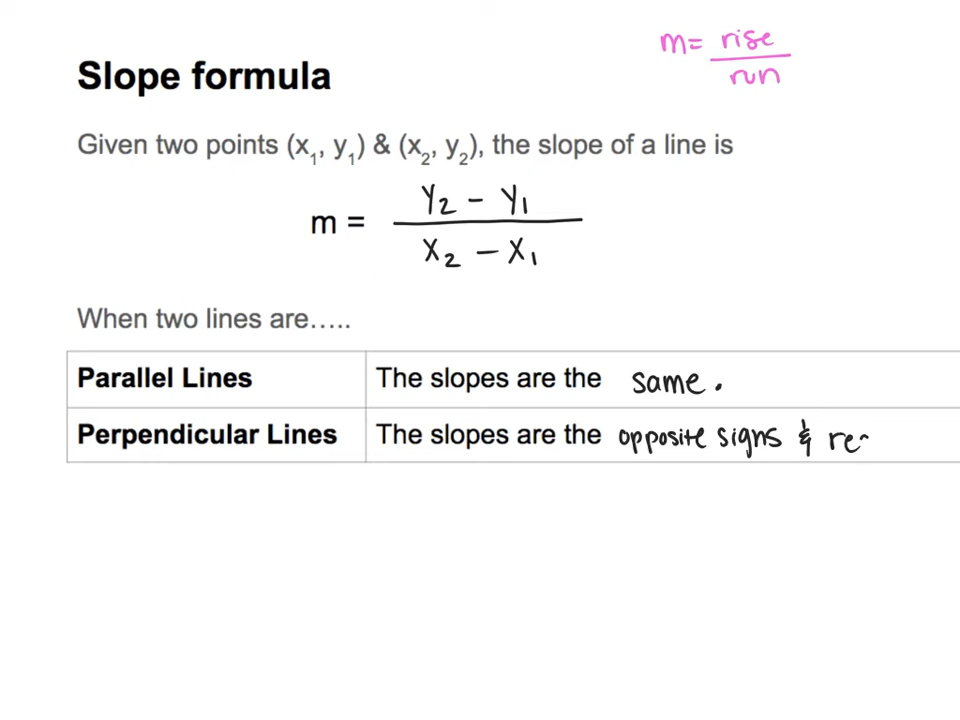 m = rise
run
Slope formula
Given two points (x₁, y₁) & (x₂, y₂), the slope of a line is
y₂ - y₁
m =
x₂ - x₁
When two lines are.....
Parallel Lines The slopes are the same.
Perpendicular Lines The slopes are the opposite signs & re